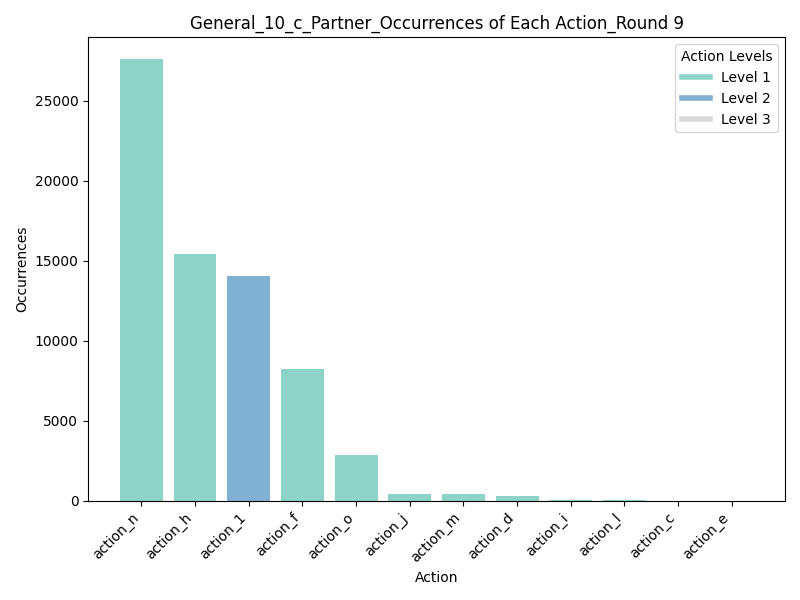 General_10_c_Partner_Occurrences of Each Action_Round 9
Action Levels
Level 1
Level 2
Level 3
Occurrences
25000
20000
15000
10000
5000
0
action_n
action_h
action_1
action_f
action_o
action_j
action_m
action_d
action_i
action_l
action_c
action_e
Action